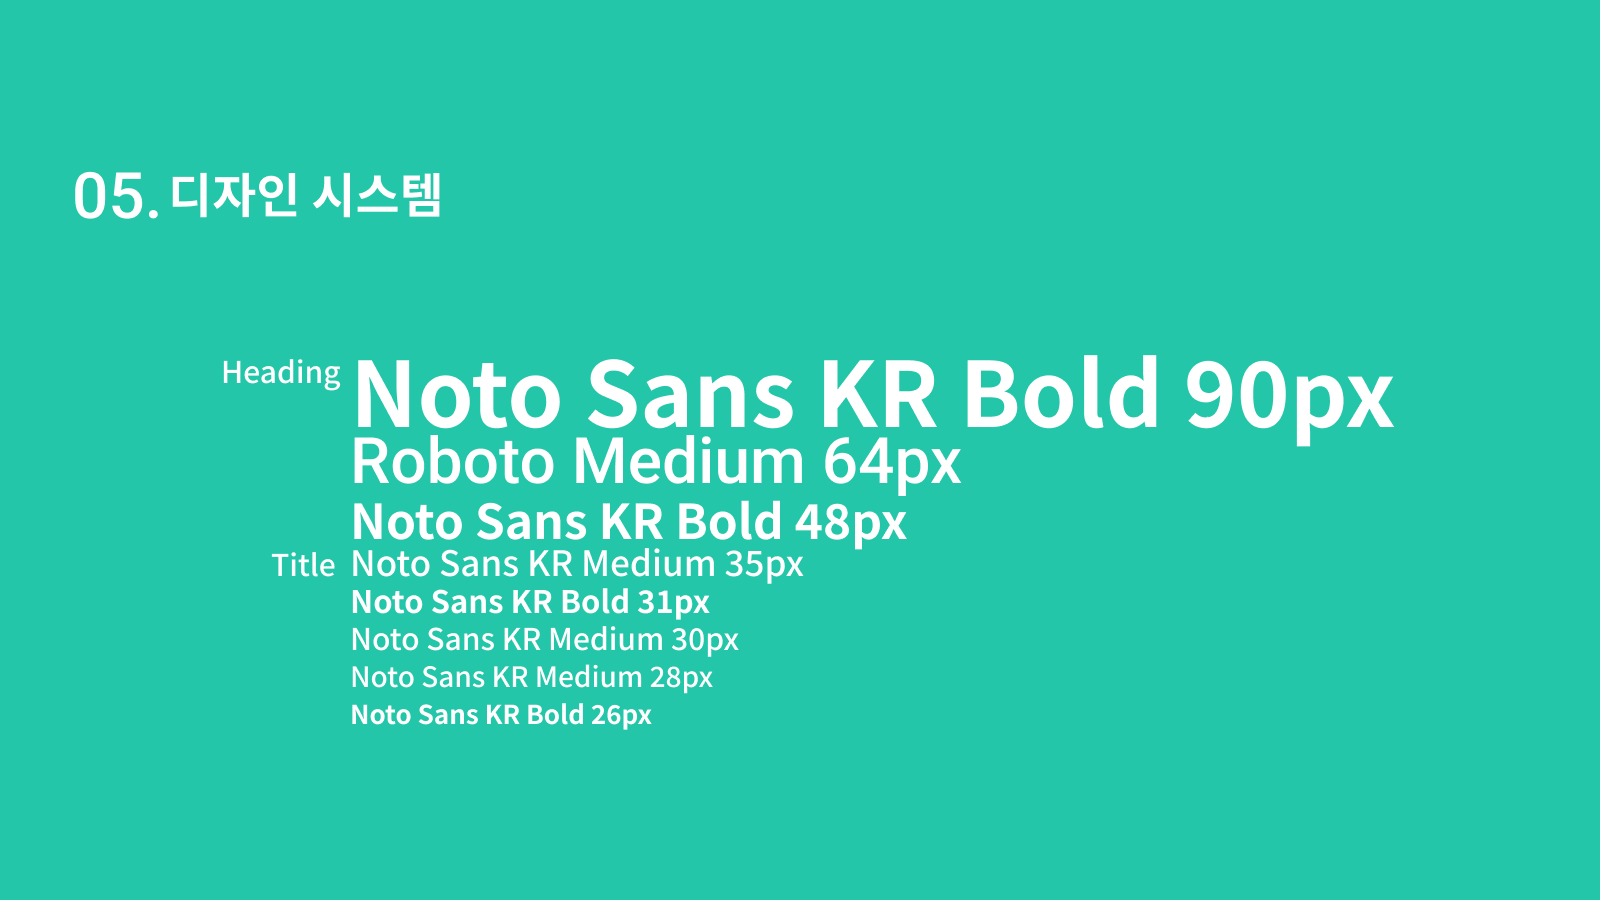 05. 디자인 시스템
Heading Noto Sans KR Bold 90px
Roboto Medium 64px
Noto Sans KR Bold 48px
Title Noto Sans KR Medium 35px
Noto Sans KR Bold 31px
Noto Sans KR Medium 30px
Noto Sans KR Medium 28px
Noto Sans KR Bold 26px